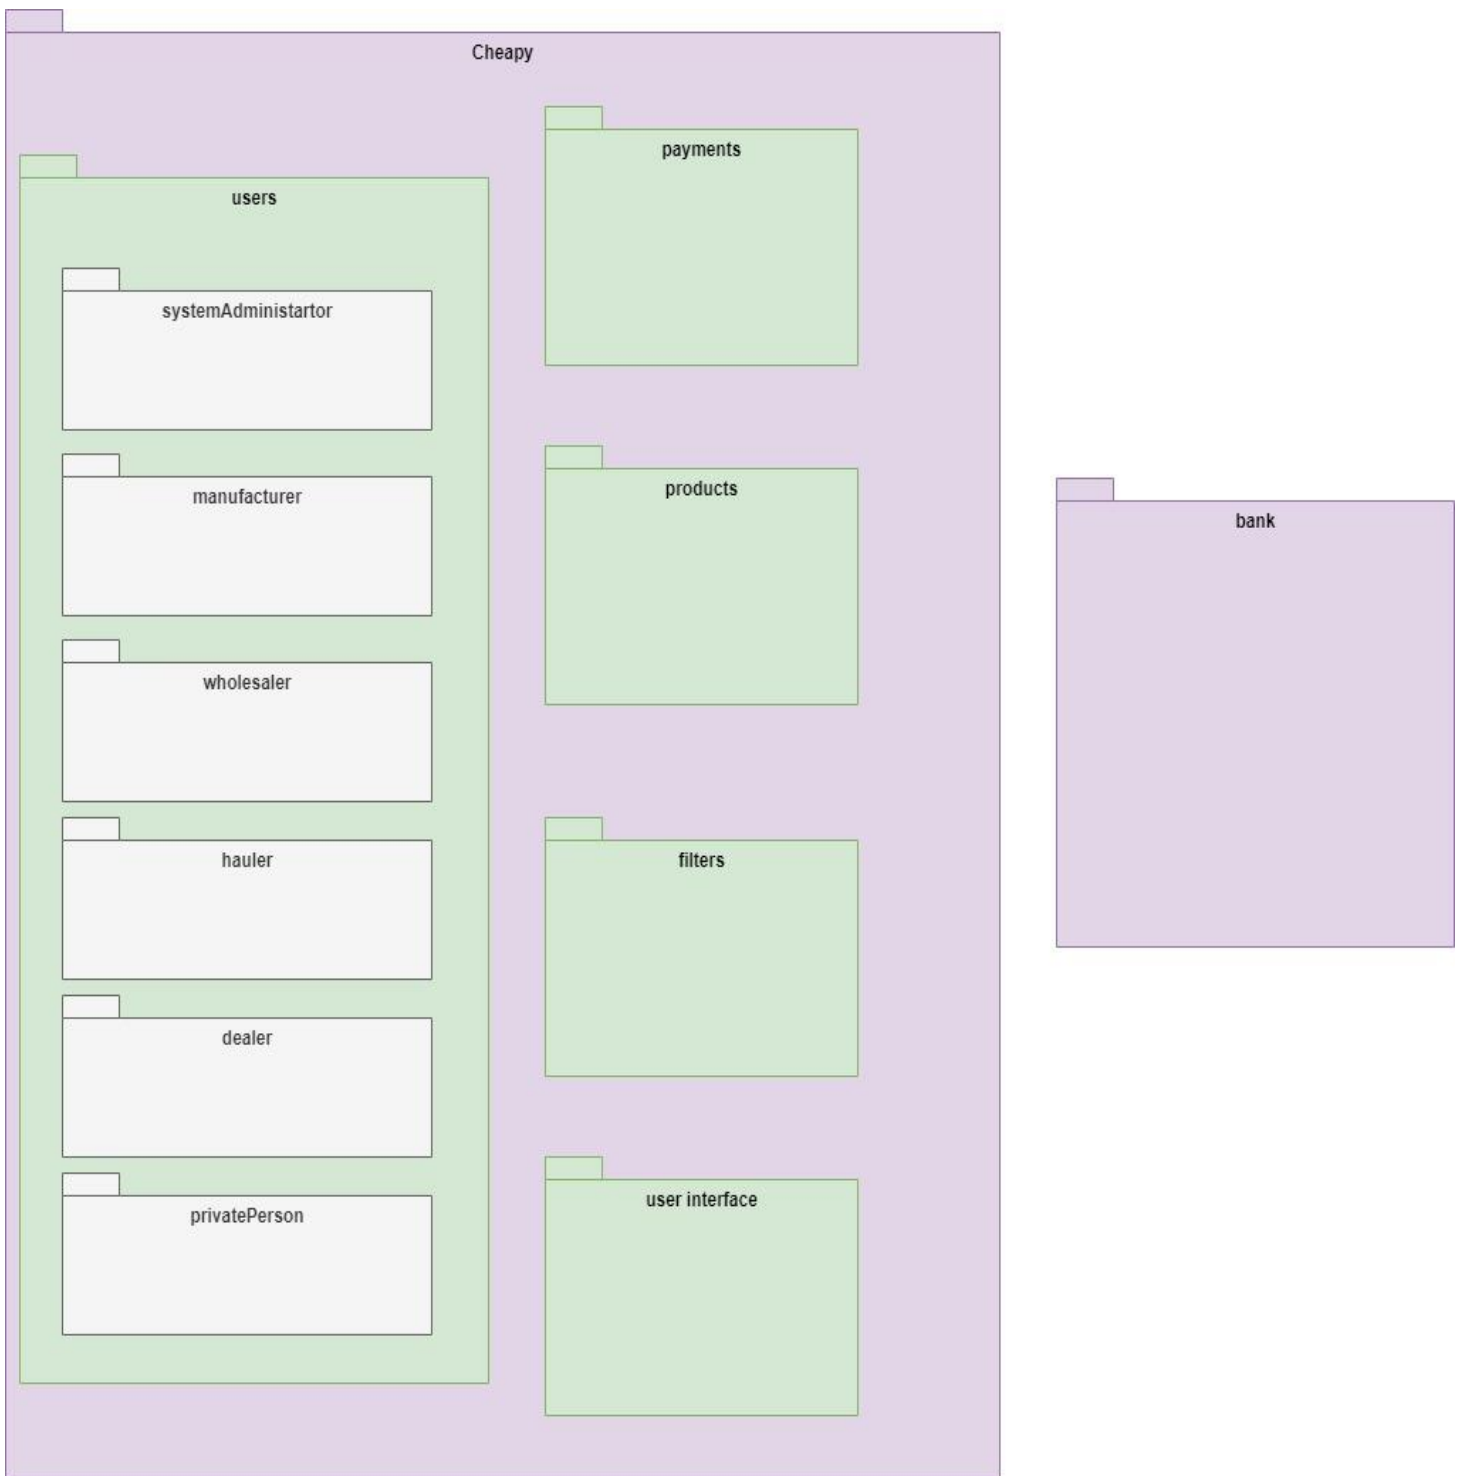 Cheapy
users
systemAdministartor
manufacturer
wholesaler
hauler
dealer
privatePerson
payments
products
filters
user interface
bank